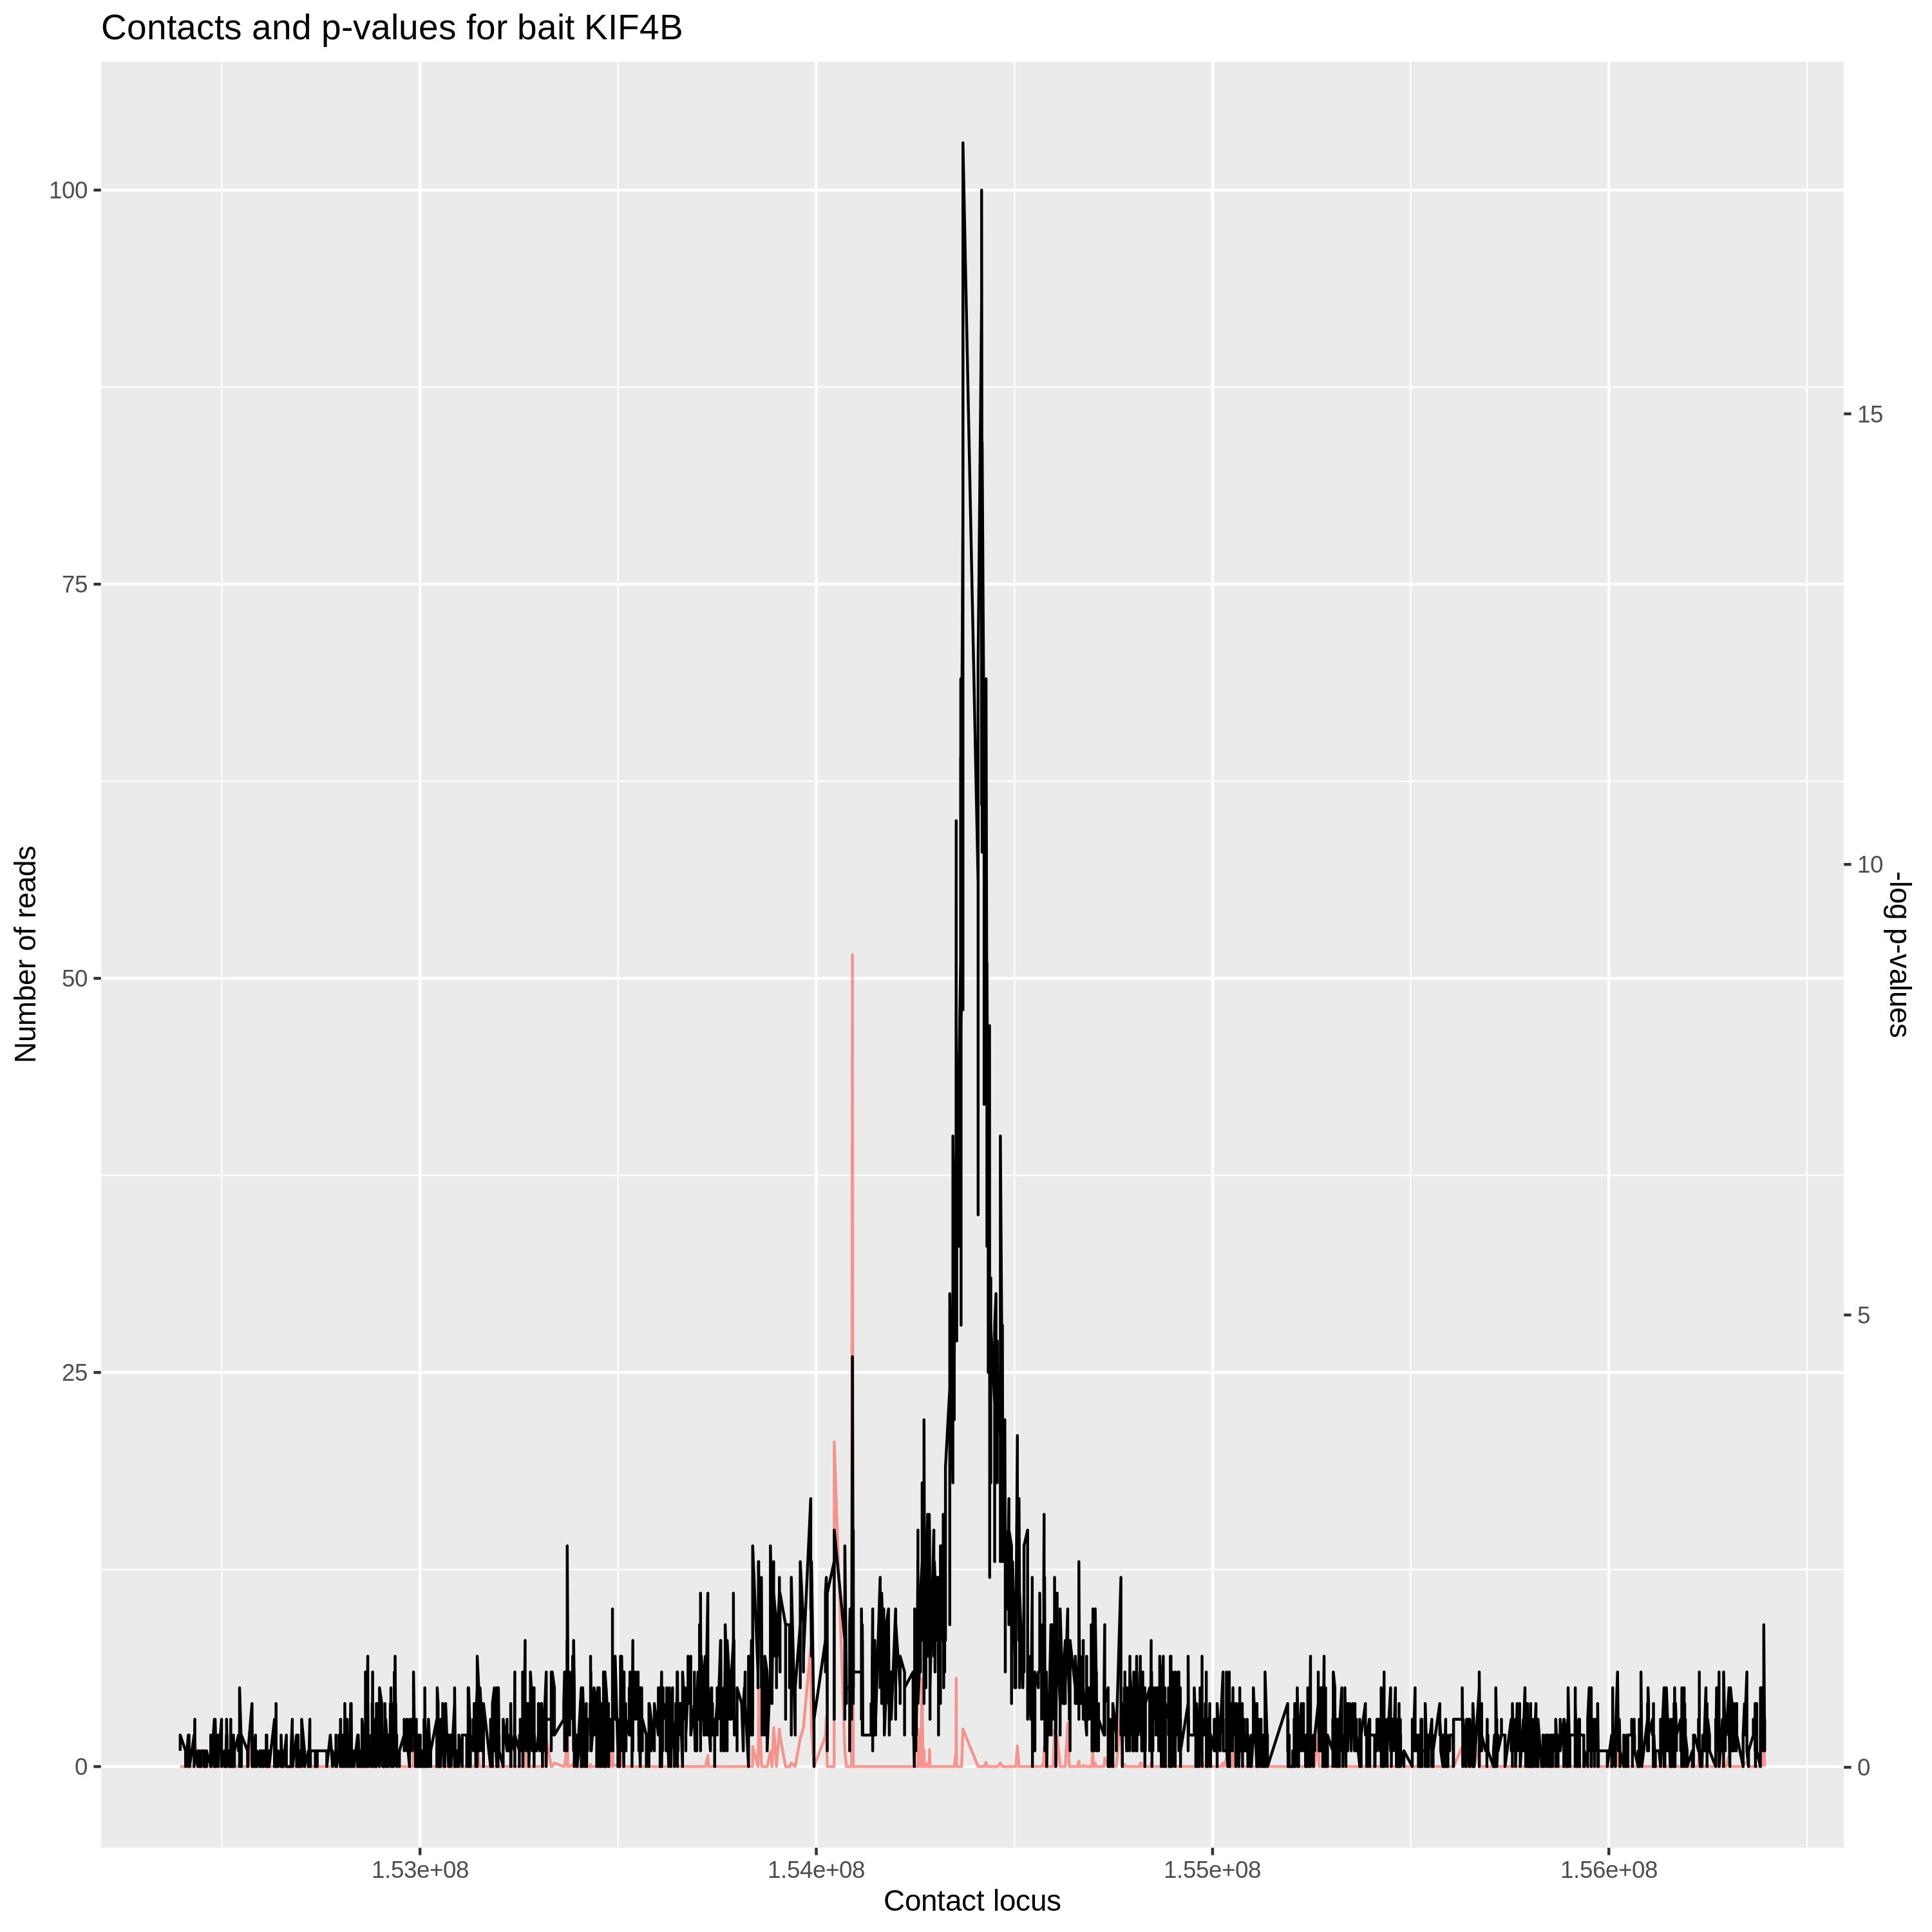 Contacts and p-values for bait KIF4B
100
75
50
25
0
Number of reads
15
10
5
0
-log p-values
1.53e+08 1.54e+08 1.55e+08 1.56e+08
Contact locus